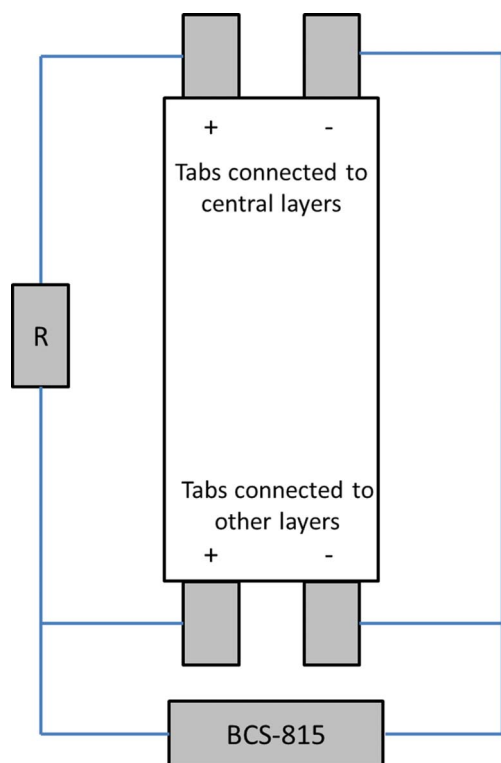 + -
Tabs connected to
central layers
R
Tabs connected to
other layers
+ -
BCS-815